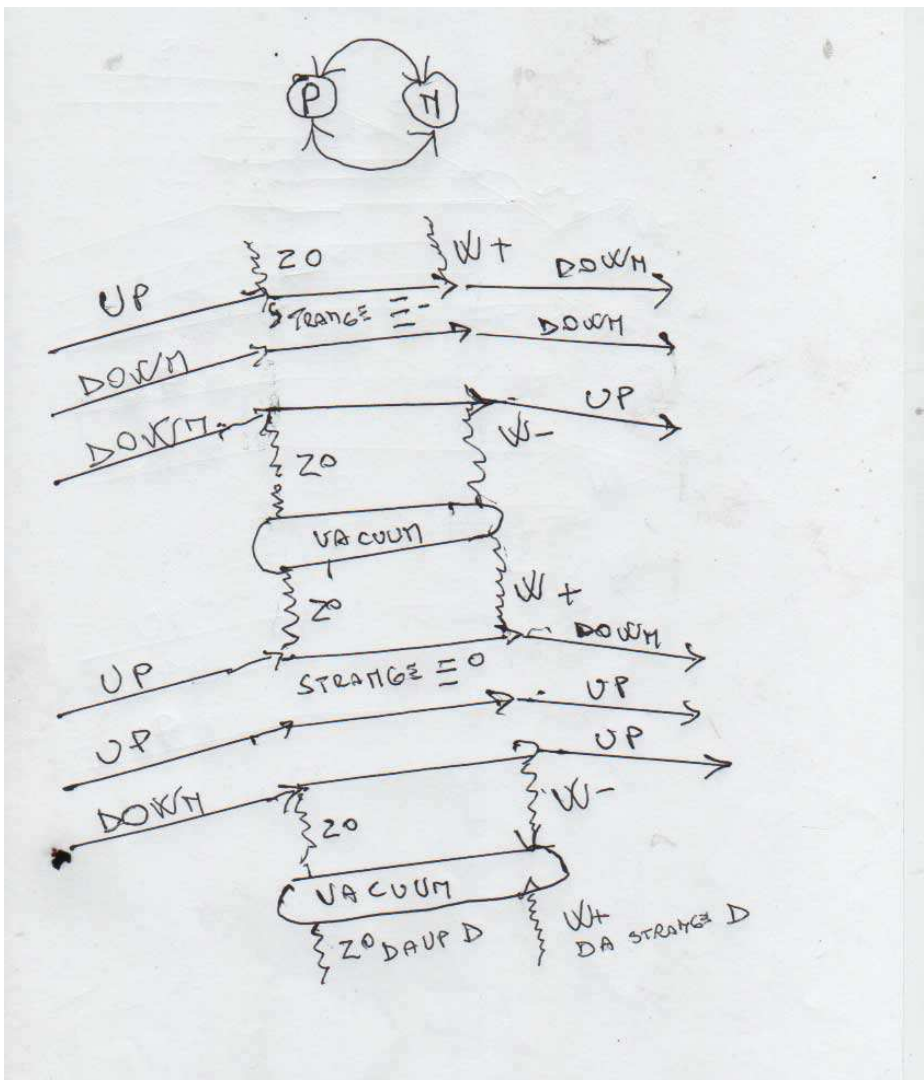 P N
Z0 W+ DOWN
UP
STRANGE Ξ-
DOWN DOWN
DOWN W- UP
Z0
VACUUM
Z0 W+
DOWN
UP STRANGE Ξ0
UP UP
UP
DOWN Z0 W-
VACUUM
Z0 DA UP D W+
DA STRANGE D